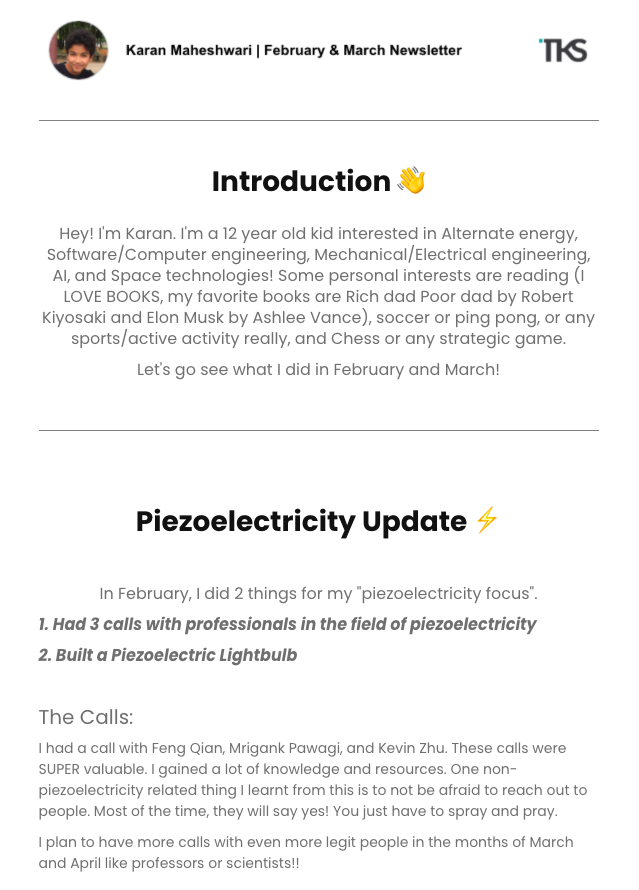 Karan Maheshwari | February & March Newsletter
TKS
Introduction 👋
Hey! I'm Karan. I'm a 12 year old kid interested in Alternate energy,
Software/Computer engineering, Mechanical/Electrical engineering,
AI, and Space technologies! Some personal interests are reading (I
LOVE BOOKS, my favorite books are Rich dad Poor dad by Robert
Kiyosaki and Elon Musk by Ashlee Vance), soccer or ping pong, or any
sports/active activity really, and Chess or any strategic game.
Let's go see what I did in February and March!
Piezoelectricity Update ⚡
In February, I did 2 things for my "piezoelectricity focus".
1. Had 3 calls with professionals in the field of piezoelectricity
2. Built a Piezoelectric Lightbulb
The Calls:
I had a call with Feng Qian, Mrigank Pawagi, and Kevin Zhu. These calls were
SUPER valuable. I gained a lot of knowledge and resources. One non-
piezoelectricity related thing I learnt from this is to not be afraid to reach out to
people. Most of the time, they will say yes! You just have to spray and pray.
I plan to have more calls with even more legit people in the months of March
and April like professors or scientists!!